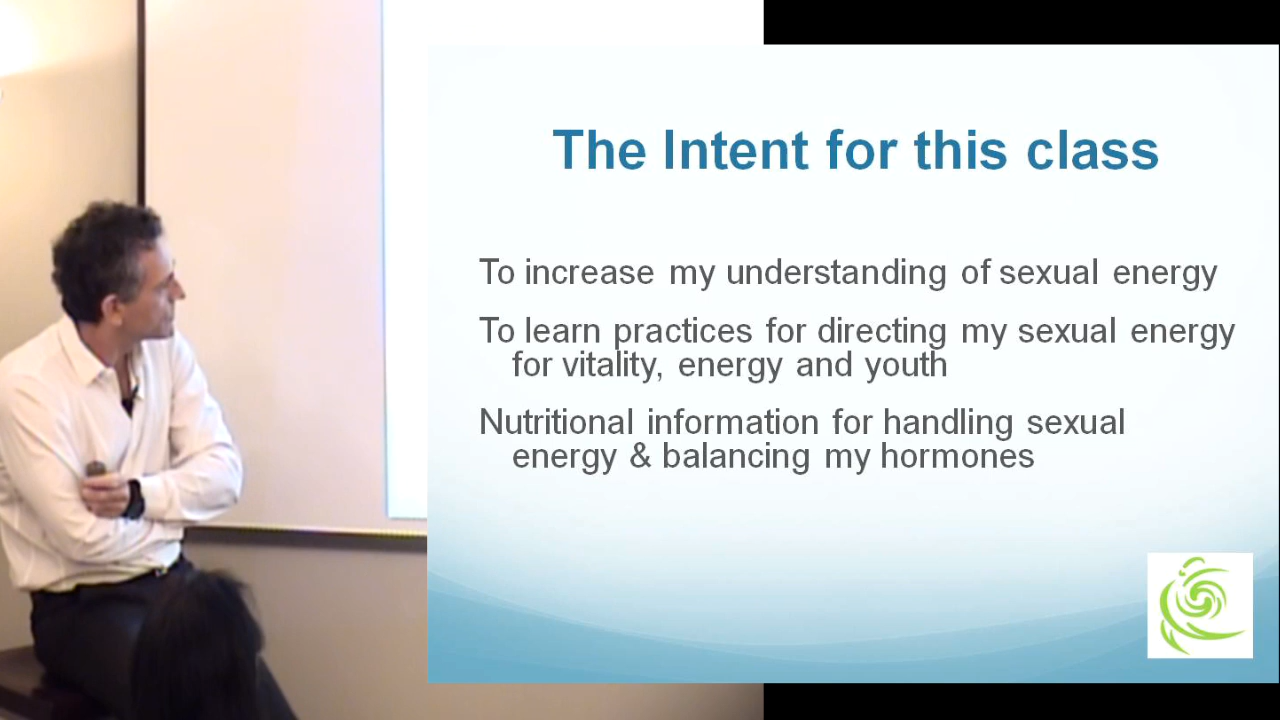 The Intent for this class
To increase my understanding of sexual energy
To learn practices for directing my sexual energy
for vitality, energy and youth
Nutritional information for handling sexual
energy & balancing my hormones